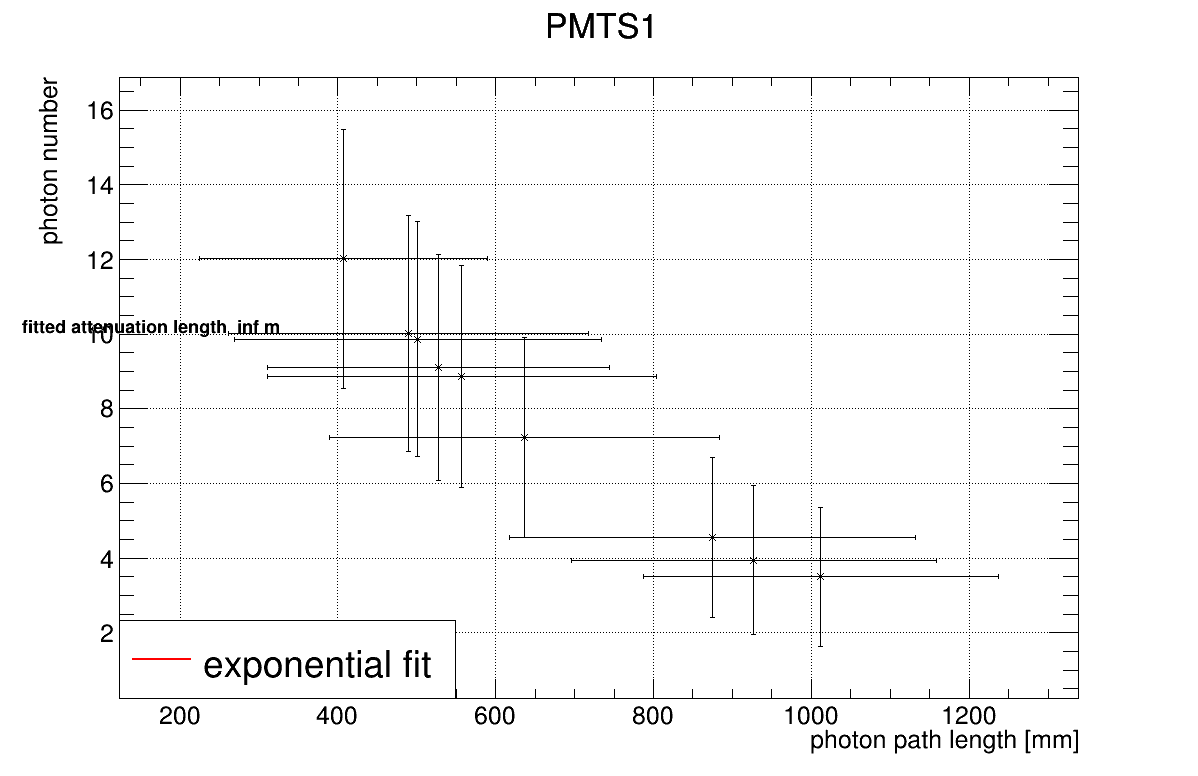 PMTS1
photon number
16
14
12
10
8
6
4
2
fitted attenuation length inf m
exponential fit
200 400 600 800 1000 1200
photon path length [mm]